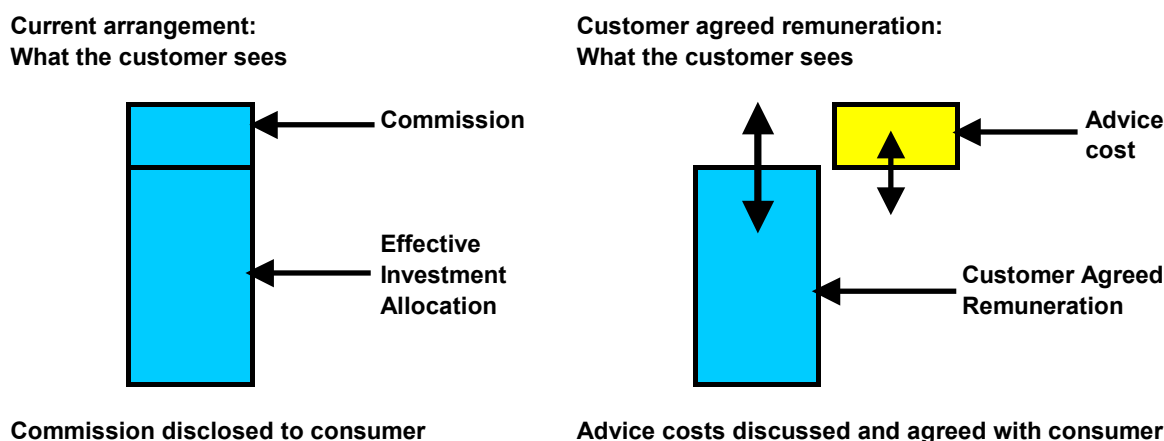 Current arrangement:
What the customer sees
Commission
Effective
Investment
Allocation
Commission disclosed to consumer
Customer agreed remuneration:
What the customer sees
Advice
cost
Customer Agreed
Remuneration
Advice costs discussed and agreed with consumer